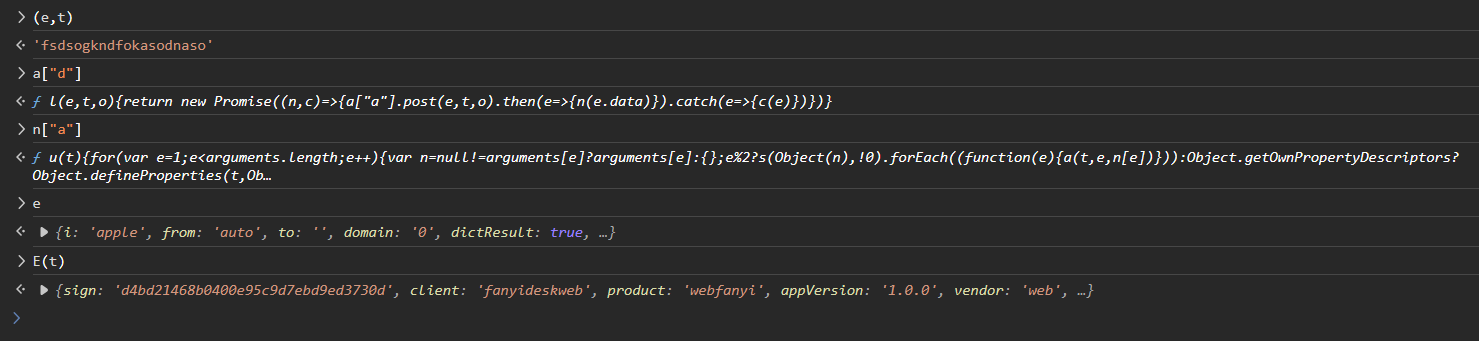 > (e,t)
<· 'fsdsogkndfokasodnaso'
> a["d"]
<· ƒ l(e,t,o){return new Promise((n,c)=>{a["a"].post(e,t,o).then(e=>{n(e.data)}).catch(e=>{c(e)})})}
> n["a"]
<· ƒ u(t){for(var e=1;e<arguments.length;e++){var n=null!=arguments[e]?arguments[e]:{};e%2?s(Object(n),!0).forEach((function(e){a(t,e,n[e])})):Object.getOwnPropertyDescriptors?
Object.defineProperties(t,Ob…
> e
<· ▶ {i: 'apple', from: 'auto', to: '', domain: '0', dictResult: true, …}
> E(t)
<· ▶ {sign: 'd4bd21468b0400e95c9d7ebd9ed3730d', client: 'fanyideskweb', product: 'webfanyi', appVersion: '1.0.0', vendor: 'web', …}
>